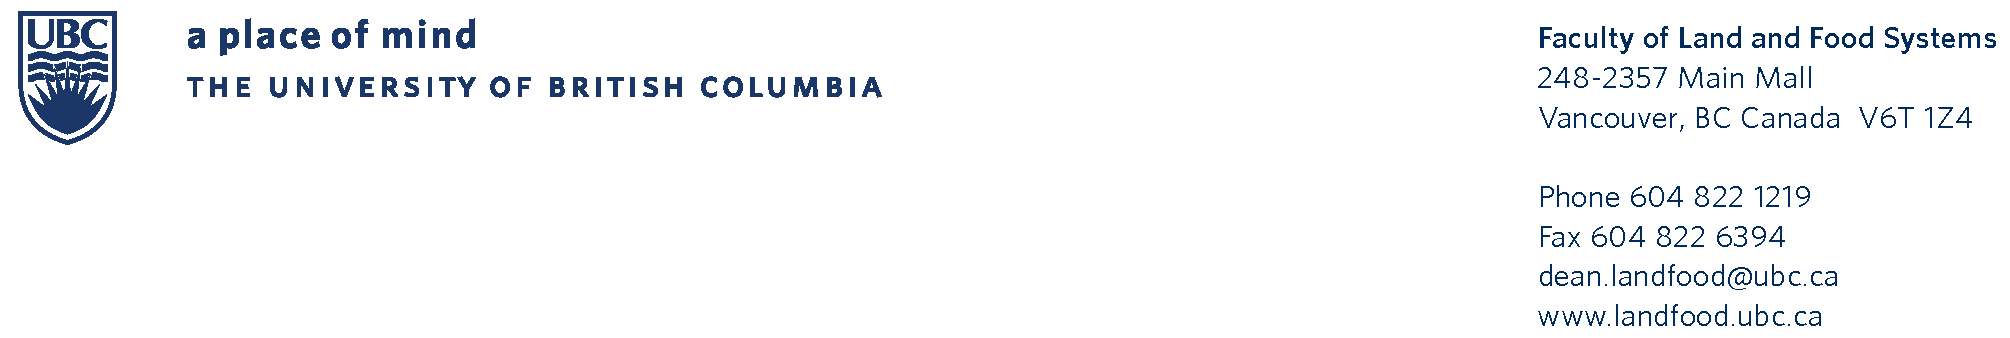 UBC
a place of mind
THE UNIVERSITY OF BRITISH COLUMBIA
Faculty of Land and Food Systems
248-2357 Main Mall
Vancouver, BC Canada  V6T 1Z4
Phone 604 822 1219
Fax 604 822 6394
dean.landfood@ubc.ca
www.landfood.ubc.ca